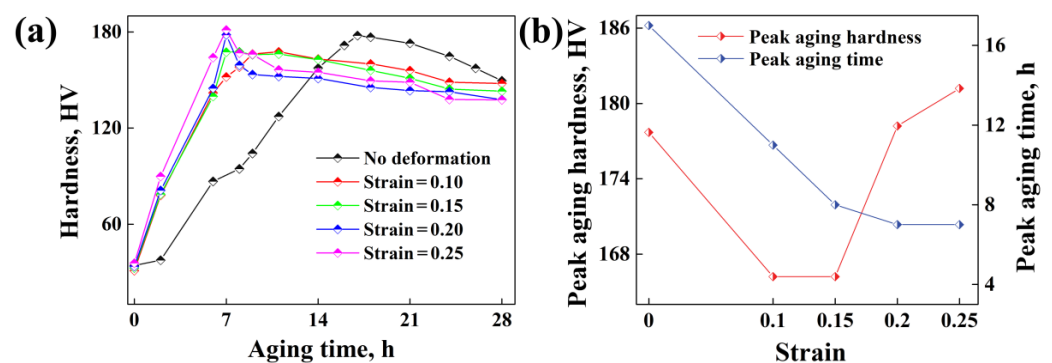 (a)
Hardness, HV
180
120
60
0
7
14
21
28
Aging time, h
No deformation
Strain=0.10
Strain=0.15
Strain=0.20
Strain=0.25
(b)
Peak aging hardness, HV
186
180
174
168
0
0.1
0.15
0.2
0.25
Strain
Peak aging hardness
Peak aging time
16
12
8
4
Peak aging time, h